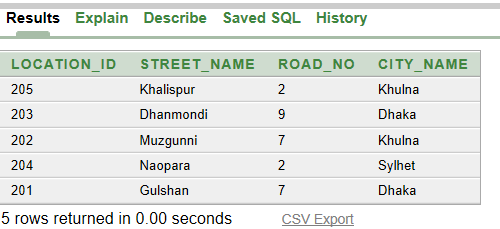 Results Explain Describe Saved SQL History
LOCATION_ID STREET_NAME ROAD_NO CITY_NAME
205 Khalispur 2 Khulna
203 Dhanmondi 9 Dhaka
202 Muzgunni 7 Khulna
204 Naopara 2 Sylhet
201 Gulshan 7 Dhaka
5 rows returned in 0.00 seconds CSV Export